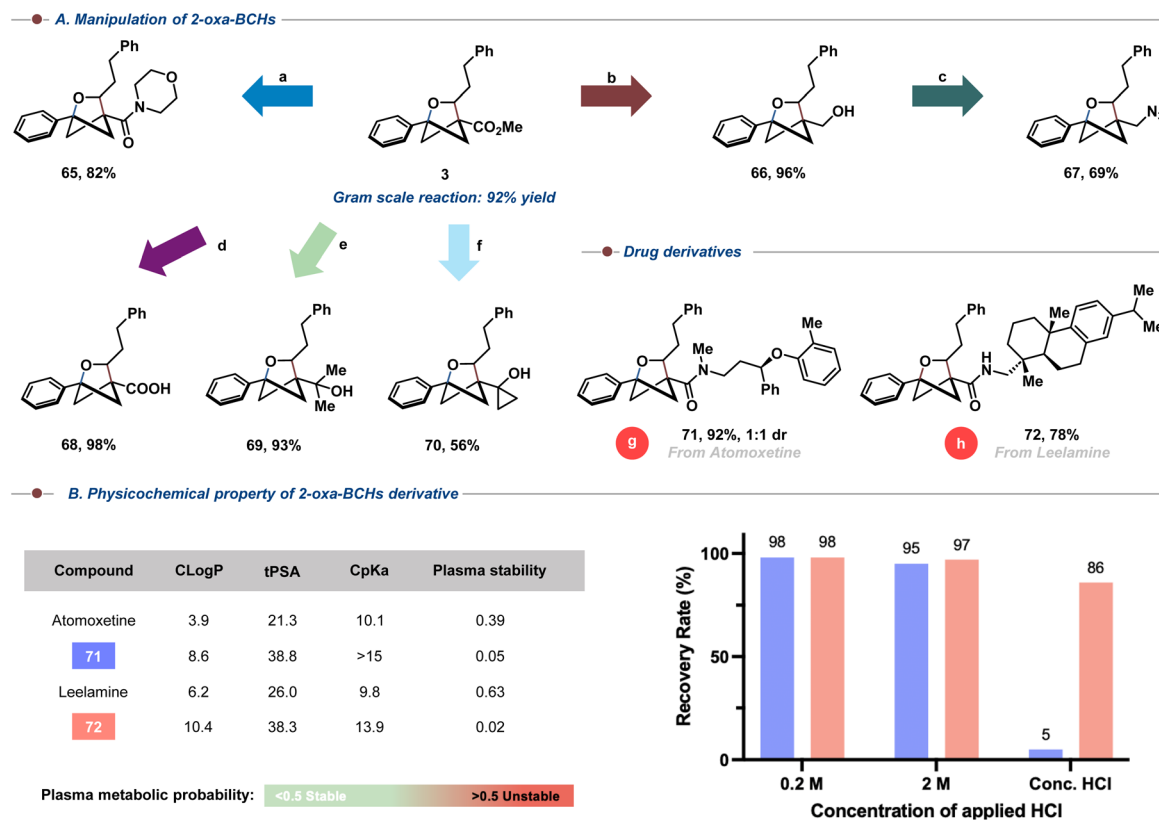 A. Manipulation of 2-oxa-BCHs
Ph
O
N
O
O
65, 82%
a
Ph
O
CO2Me
3
Gram scale reaction: 92% yield
b
Ph
O
OH
66, 96%
c
Ph
O
67, 69%
d
e
f
Drug derivatives
Ph
O
COOH
68, 98%
Ph
O
Me
OH
Me
69, 93%
Ph
O
OH
70, 56%
Ph
O
Me
N
O
Ph
O
Me
g
71, 92%, 1:1 dr
From Atomoxetine
Ph
O
H
N
O
Me
Me
Me
Me
h
72, 78%
From Leelamine
B. Physicochemical property of 2-oxa-BCHs derivative
Compound CLogP tPSA CpKa Plasma stability
Atomoxetine 3.9 21.3 10.1 0.39
71 8.6 38.8 >15 0.05
Leelamine 6.2 26.0 9.8 0.63
72 10.4 38.3 13.9 0.02
Plasma metabolic probability: <0.5 Stable >0.5 Unstable
Recovery Rate (%)
100
50
0
98 98
95 97
5 86
0.2 M 2 M Conc. HCl
Concentration of applied HCl